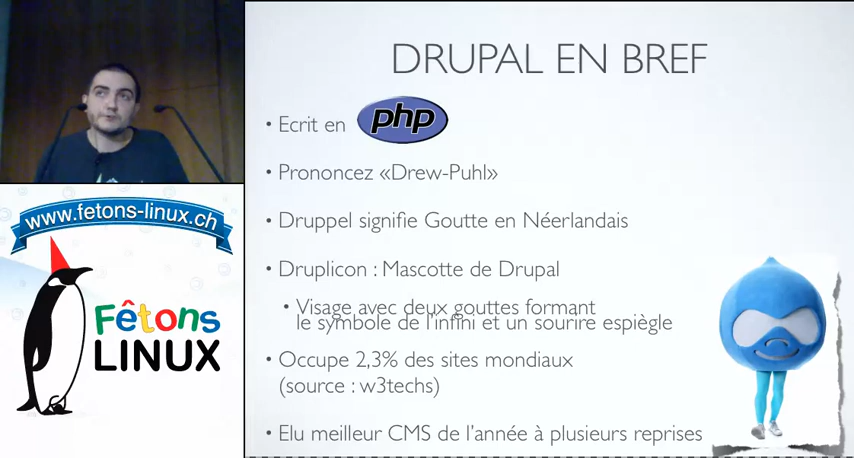 DRUPAL EN BREF
• Ecrit en php
• Prononcez «Drew-Puhl»
• Druppel signifie Goutte en Néerlandais
• Druplicon : Mascotte de Drupal
• Visage avec deux gouttes formant
le symbole de l'infini et un sourire espiègle
• Occupe 2,3% des sites mondiaux
(source : w3techs)
• Elu meilleur CMS de l'année à plusieurs reprises
www.fetons-linux.ch
Fêtons
LINUX